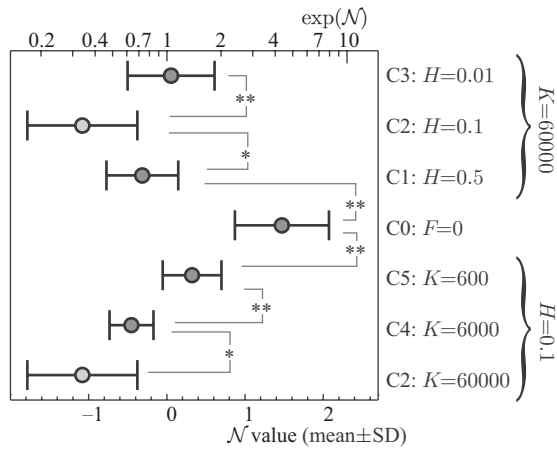 exp(𝒩)
0.2 0.4 0.7 1 2 4 7 10
C3: H=0.01
**
C2: H=0.1
*
C1: H=0.5
**
C0: F=0
**
C5: K=600
**
C4: K=6000
*
C2: K=60000
K=60000
H=0.1
−1 0 1 2
𝒩 value (mean±SD)